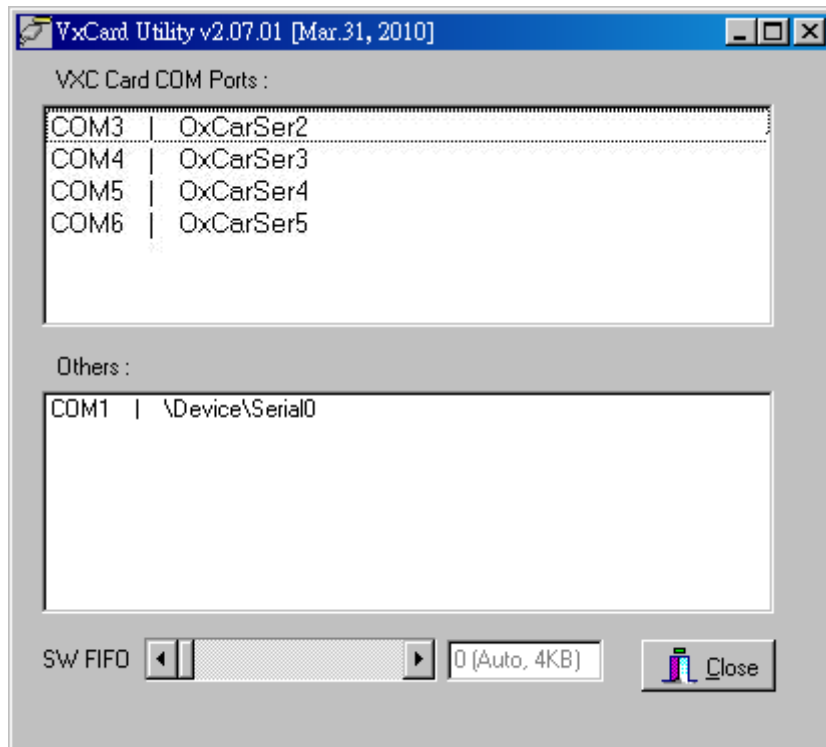 VxCard Utility v2.07.01 [Mar.31, 2010]
VXC Card COM Ports :
COM3 | OxCarSer2
COM4 | OxCarSer3
COM5 | OxCarSer4
COM6 | OxCarSer5
Others :
COM1 | \Device\Serial0
SW FIFO 0 (Auto, 4KB) Close